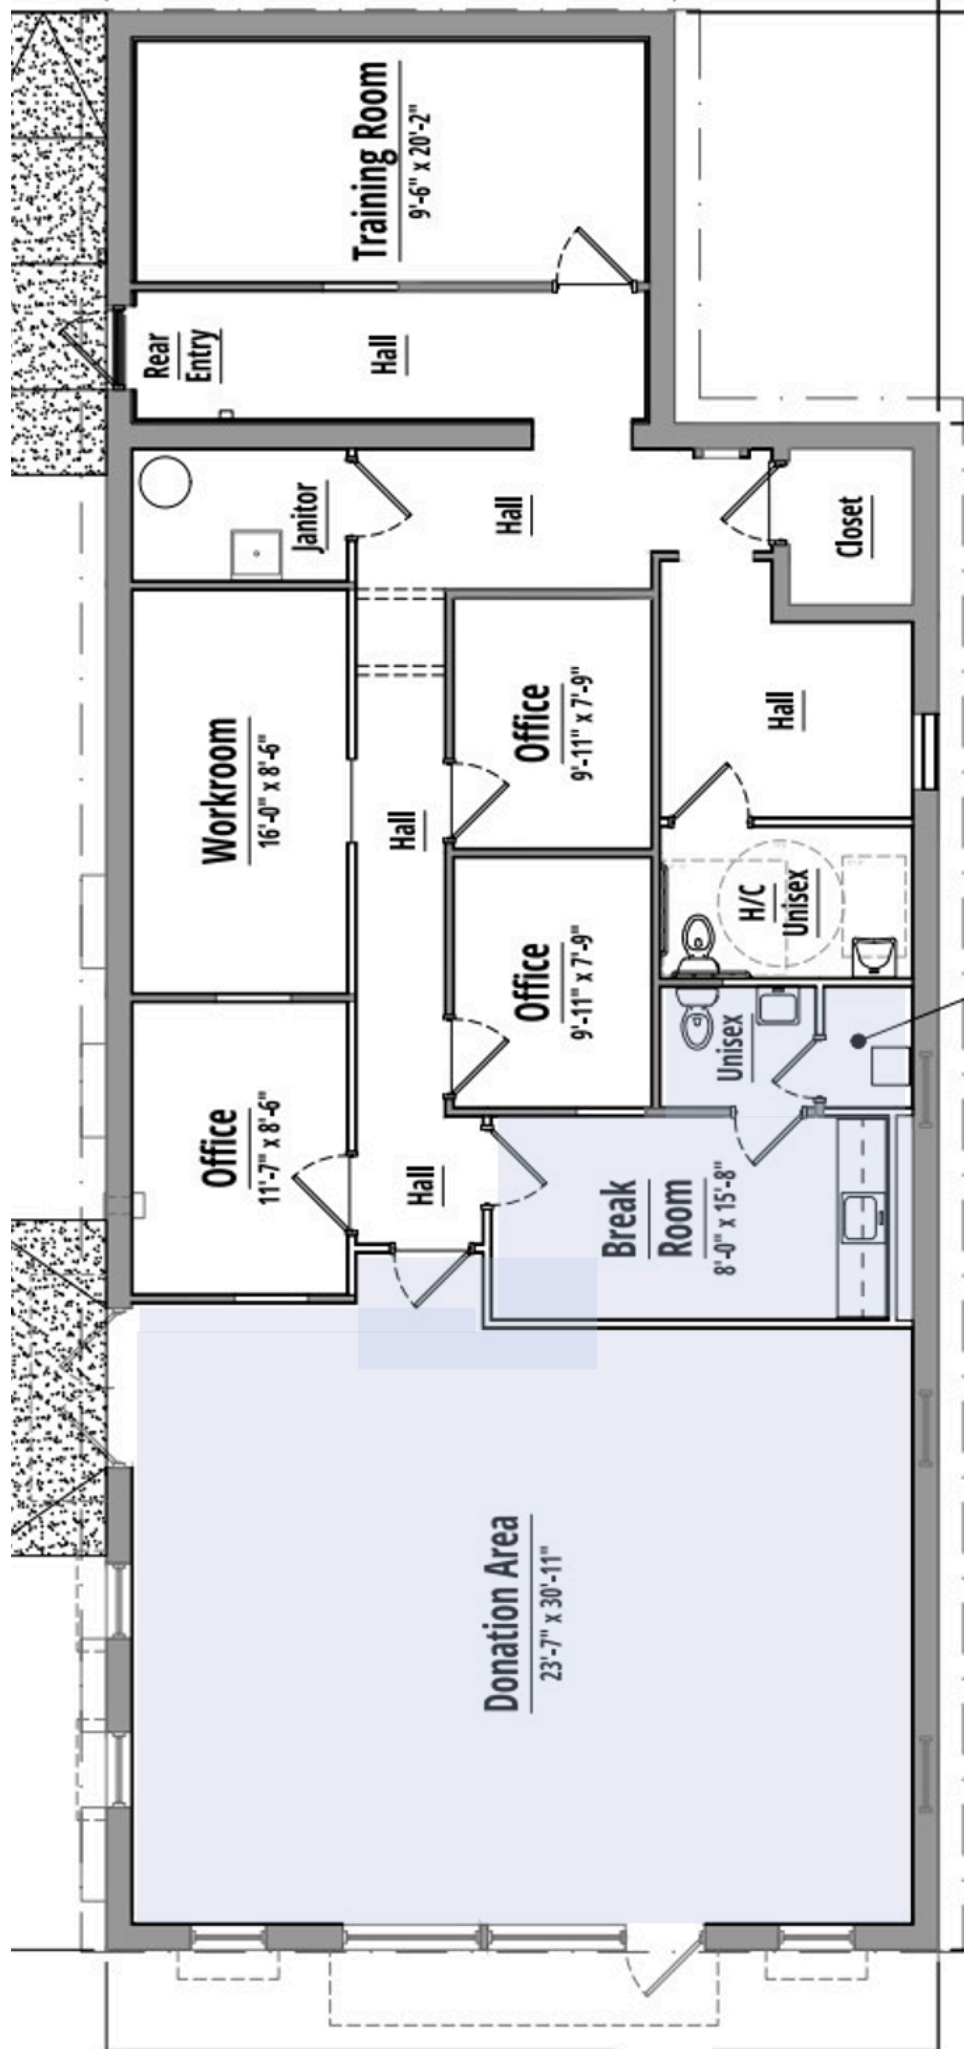 Training Room
9'-6" x 20'-2"
Rear
Entry
Hall
Janitor
Hall
Closet
Workroom
16'-0" x 8'-6"
Office
9'-11" x 7'-9"
Hall
Hall
Office
9'-11" x 7'-9"
H/C
Unisex
Unisex
Office
11'-7" x 8'-6"
Hall
Break
Room
8'-0" x 15'-8"
Donation Area
23'-7" x 30'-11"